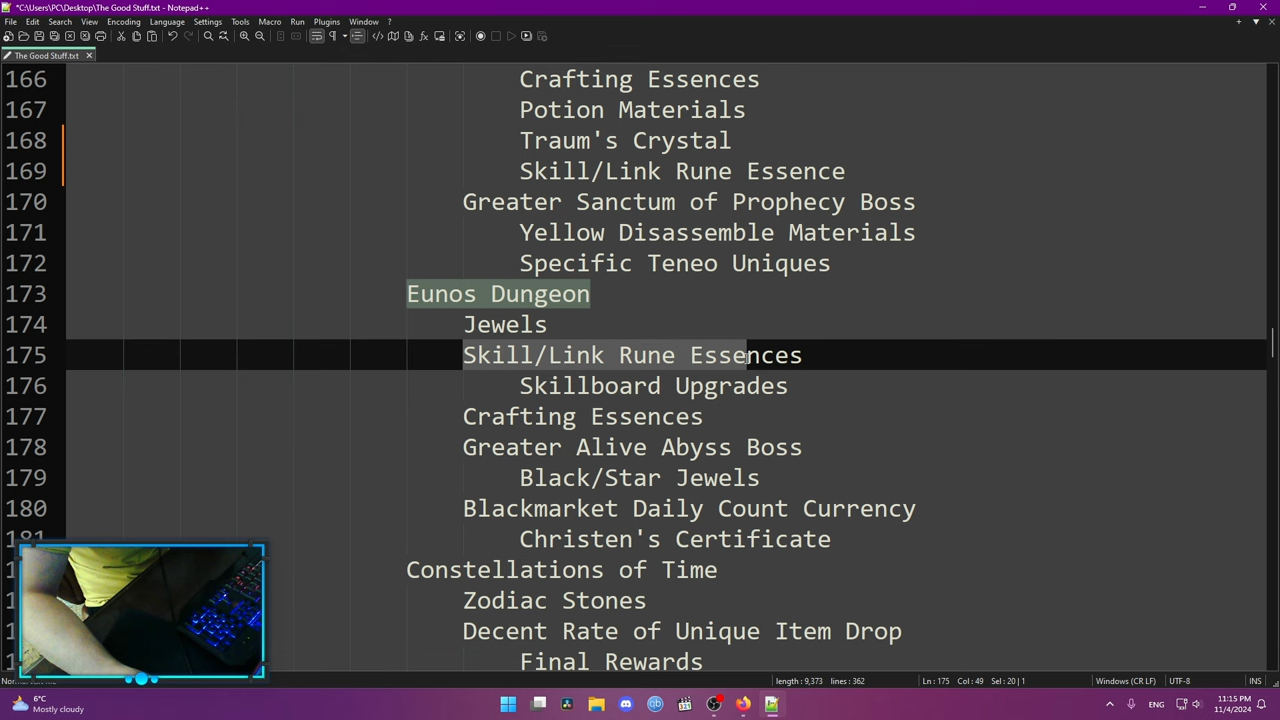 *C:\Users\PC\Desktop\The Good Stuff.txt - Notepad++
File Edit Search View Encoding Language Settings Tools Macro Run Plugins Window ?
The Good Stuff.txt
166 Crafting Essences
167 Potion Materials
168 Traum's Crystal
169 Skill/Link Rune Essence
170 Greater Sanctum of Prophecy Boss
171 Yellow Disassemble Materials
172 Specific Teneo Uniques
173 Eunos Dungeon
174 Jewels
175 Skill/Link Rune Essences
176 Skillboard Upgrades
177 Crafting Essences
178 Greater Alive Abyss Boss
179 Black/Star Jewels
180 Blackmarket Daily Count Currency
181 Christen's Certificate
Constellations of Time
Zodiac Stones
Decent Rate of Unique Item Drop
Final Rewards
length : 9,373 lines : 362 Ln : 175 Col : 49 Sel : 20 | 1 Windows (CR LF) UTF-8 INS
6°C
Mostly cloudy
ENG
11:15 PM
11/4/2024